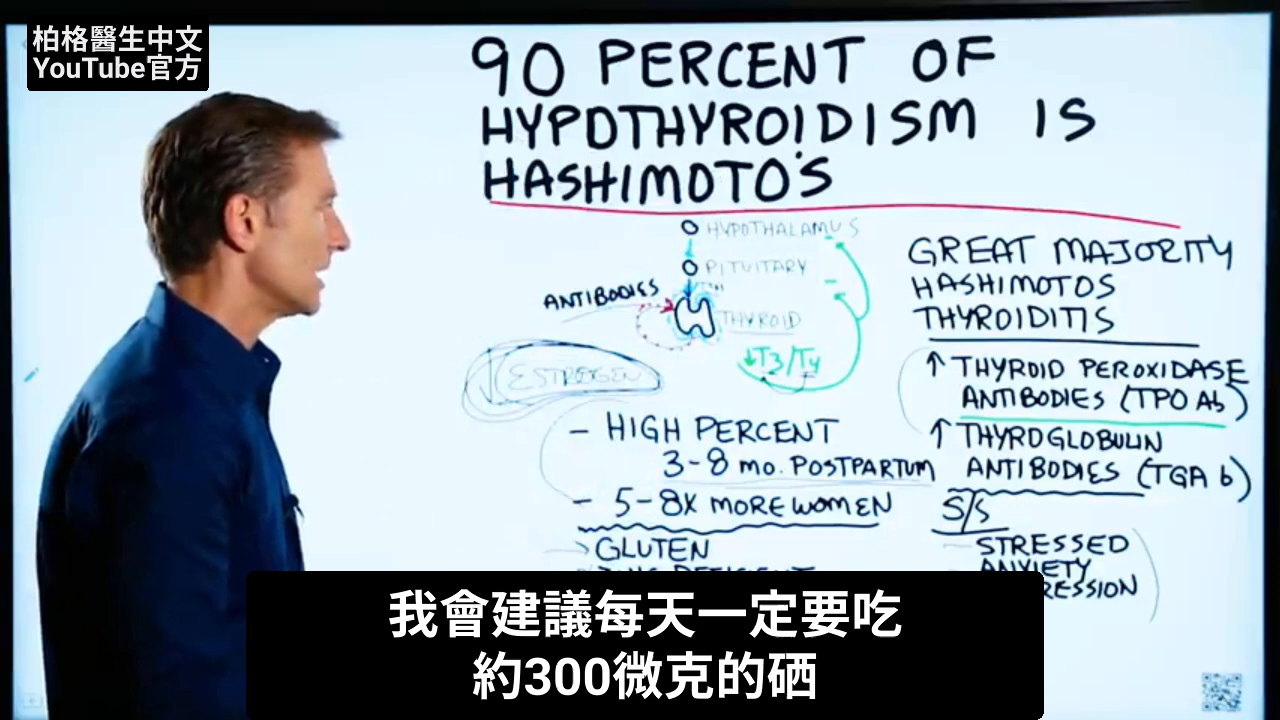 柏格醫生中文
YouTube官方
90 PERCENT OF
HYPOTHYROIDISM IS
HASHIMOTO'S
HYPOTHALAMUS
PITUITARY
ANTIBODIES
THYROID
↓T3/T4
ESTROGEN
- HIGH PERCENT
3-8 mo. POSTPARTUM
- 5-8X MORE WOMEN
GLUTEN
GREAT MAJORITY
HASHIMOTOS
THYROIDITIS
↑ THYROID PEROXIDASE
ANTIBODIES (TPO Ab)
↑ THYROGLOBULIN
ANTIBODIES (TGA b)
S/S
- STRESSED
ANXIETY
RESSION
我會建議每天一定要吃
約300微克的硒